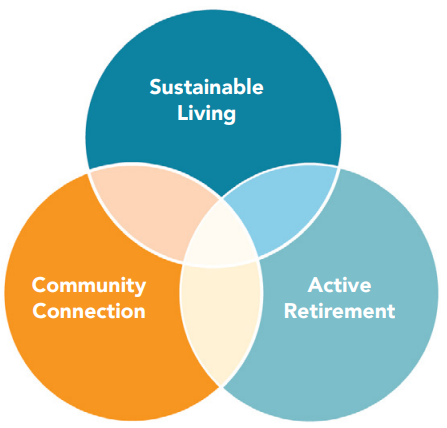 Sustainable
Living
Community
Connection
Active
Retirement